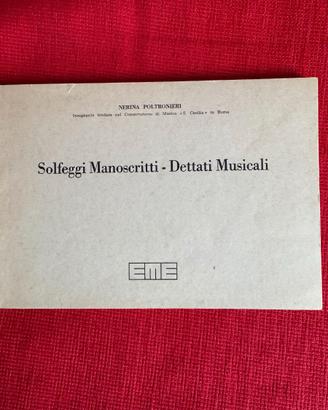 NERINA POLTRONIERI
Insegnante titolare nel Conservatorio di Musica « S. Cecilia » in Roma
Solfeggi Manoscritti - Dettati Musicali
EME